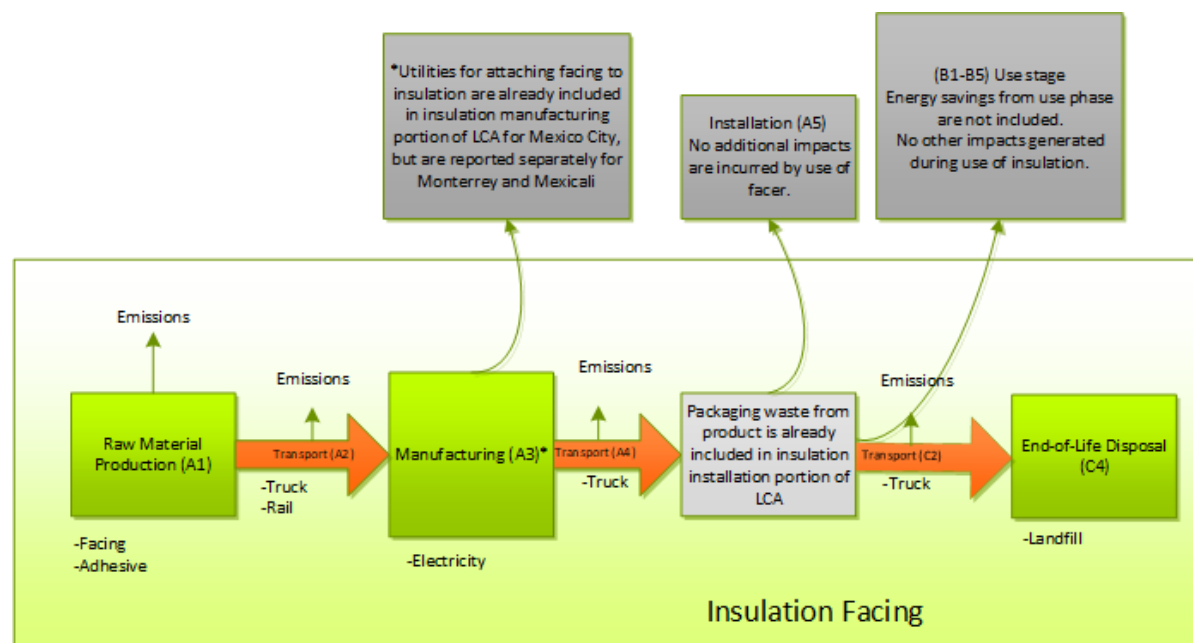 *Utilities for attaching facing to
insulation are already included
in insulation manufacturing
portion of LCA for Mexico City,
but are reported separately for
Monterrey and Mexicali
Installation (A5)
No additional impacts
are incurred by use of
facer.
(B1-B5) Use stage
Energy savings from use phase
are not included.
No other impacts generated
during use of insulation.
Emissions
Raw Material
Production (A1)
-Facing
-Adhesive
Emissions
Transport (A2)
-Truck
-Rail
Manufacturing (A3)*
-Electricity
Emissions
Transport (A4)
-Truck
Packaging waste from
product is already
included in insulation
installation portion of
LCA
Emissions
Transport (C2)
-Truck
End-of-Life Disposal
(C4)
-Landfill
Insulation Facing